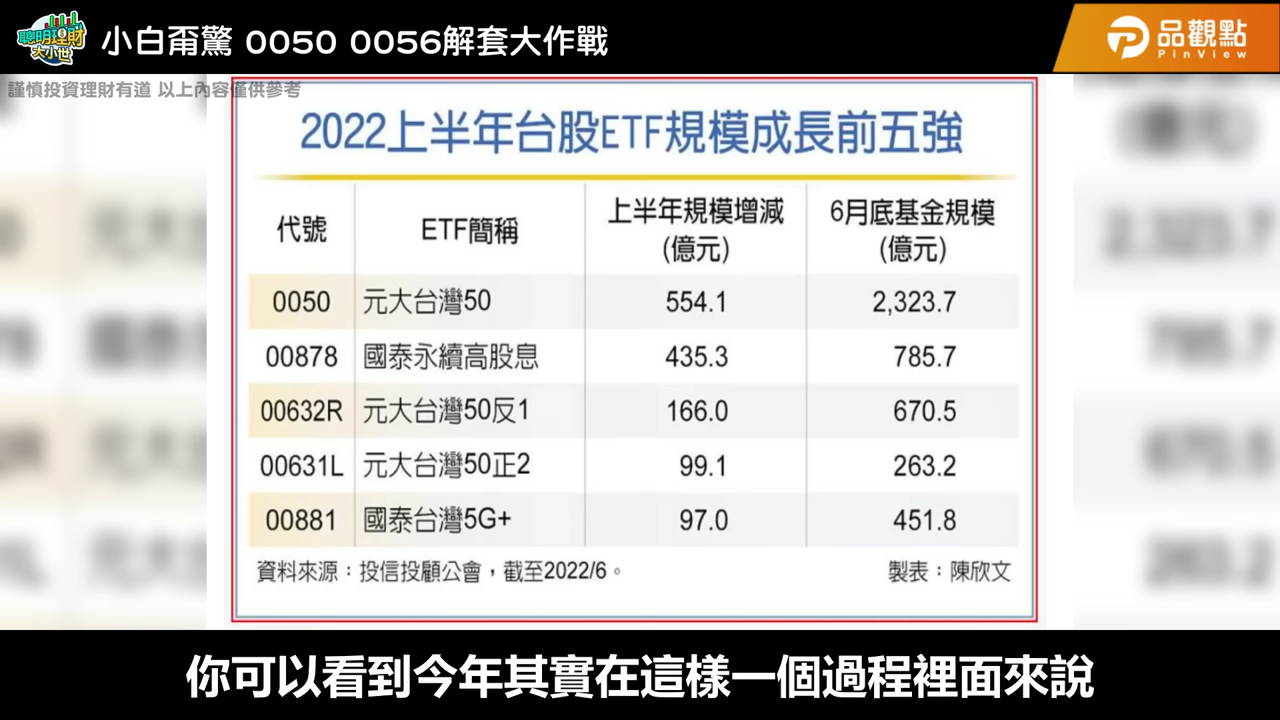 聰明理財
大小世
小白甭驚 0050 0056解套大作戰
品觀點
PinView
謹慎投資理財有道 以上內容僅供參考
2022上半年台股ETF規模成長前五強
代號 ETF簡稱 上半年規模增減(億元) 6月底基金規模(億元)
0050 元大台灣50 554.1 2,323.7
00878 國泰永續高股息 435.3 785.7
00632R 元大台灣50反1 166.0 670.5
00631L 元大台灣50正2 99.1 263.2
00881 國泰台灣5G+ 97.0 451.8
資料來源：投信投顧公會，截至2022/6。 製表：陳欣文
你可以看到今年其實在這樣一個過程裡面來說